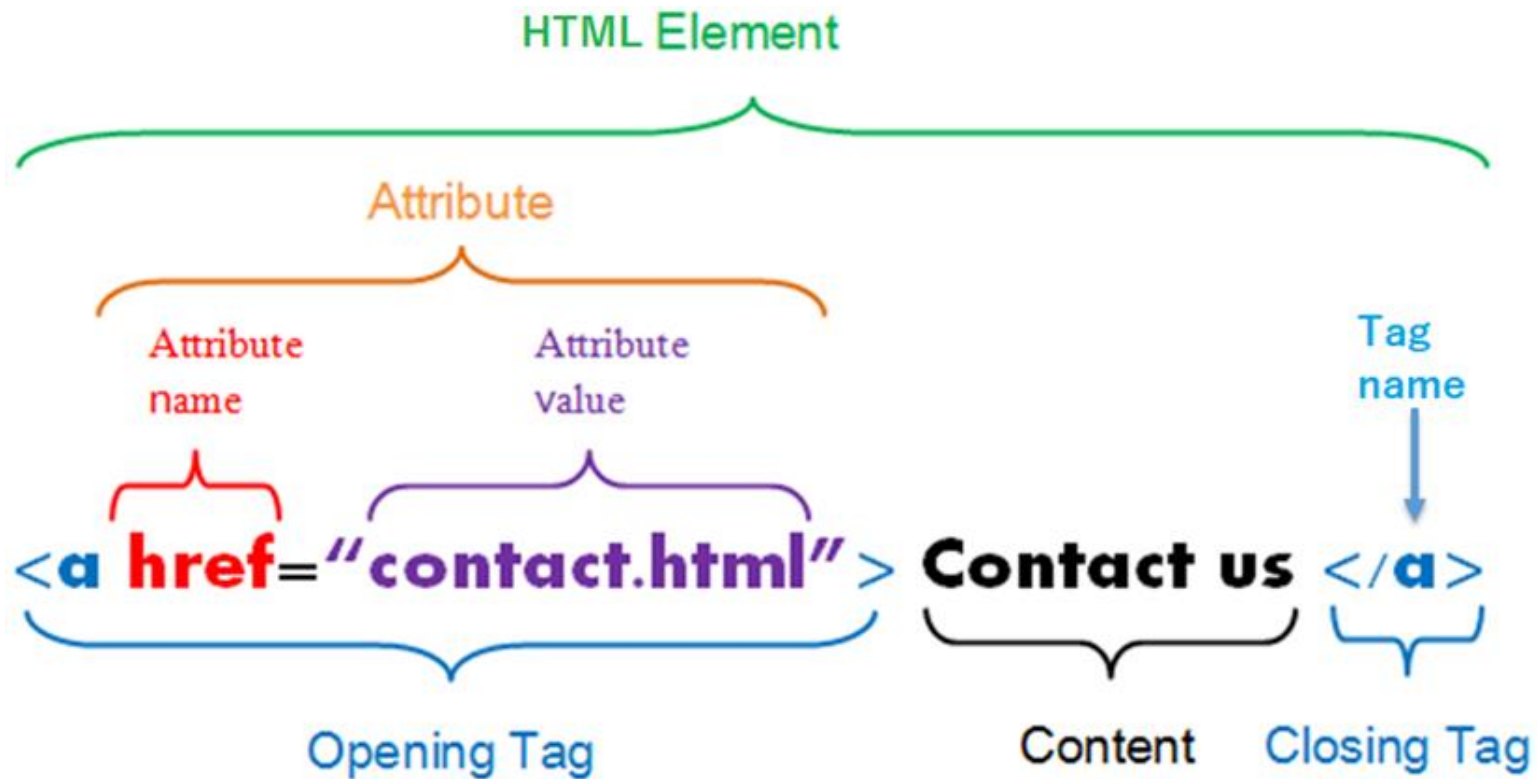 HTML Element
Attribute
Attribute
name
Attribute
value
Tag
name
<a href=“contact.html”> Contact us </a>
Opening Tag
Content
Closing Tag